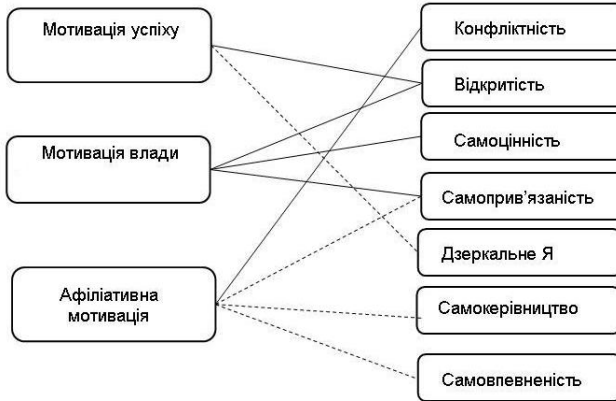 Мотивація успіху
Мотивація влади
Афіліативна
мотивація
Конфліктність
Відкритість
Самоцінність
Самоприв’язаність
Дзеркальне Я
Самокерівництво
Самовпевненість